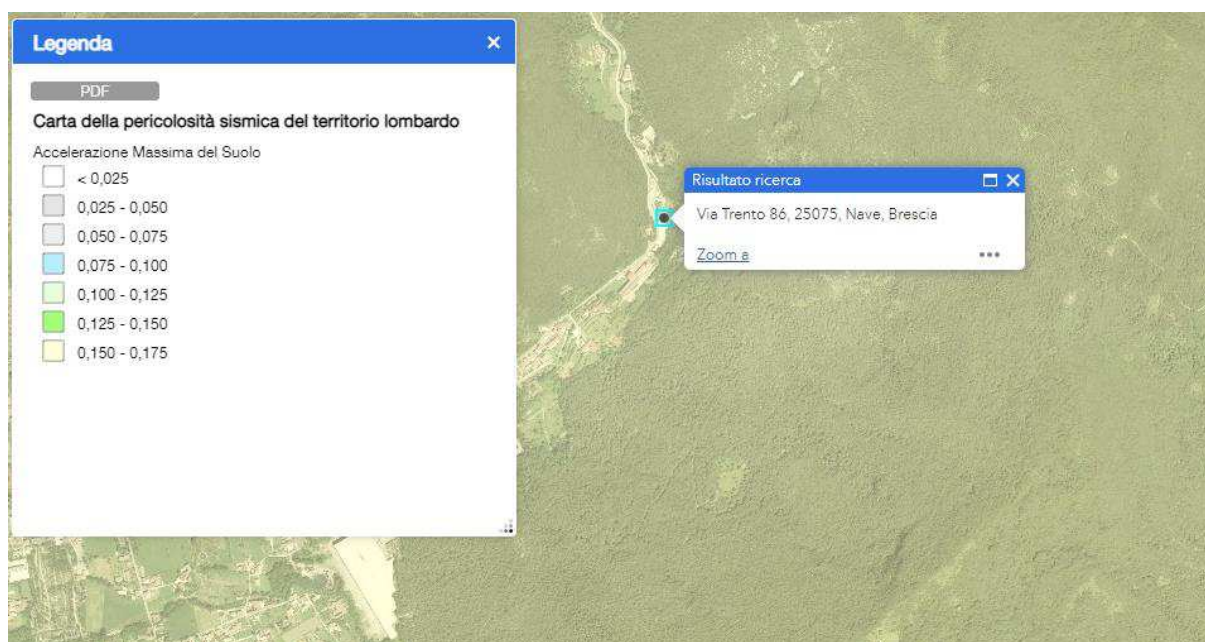 Legenda
PDF
Carta della pericolosità sismica del territorio lombardo
Accelerazione Massima del Suolo
< 0,025
0,025 - 0,050
0,050 - 0,075
0,075 - 0,100
0,100 - 0,125
0,125 - 0,150
0,150 - 0,175
Risultato ricerca
Via Trento 86, 25075, Nave, Brescia
Zoom a